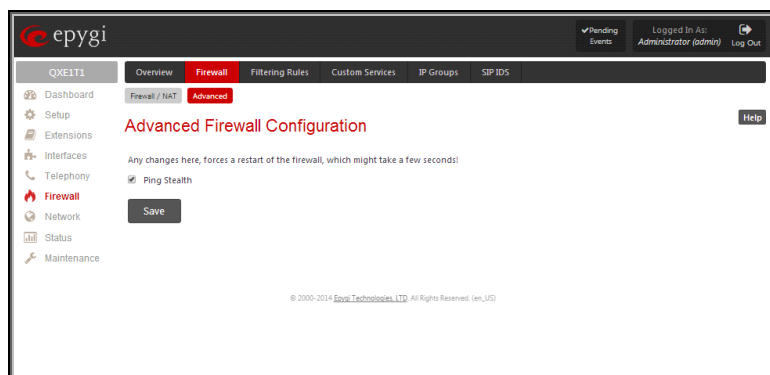 epygi
Pending
Events
Logged In As:
Administrator (admin)
Log Out
QXE1T1
Overview
Firewall
Filtering Rules
Custom Services
IP Groups
SIP IDS
Dashboard
Setup
Extensions
Interfaces
Telephony
Firewall
Network
Status
Maintenance
Firewall / NAT
Advanced
Help
Advanced Firewall Configuration
Any changes here, forces a restart of the firewall, which might take a few seconds!
Ping Stealth
Save
© 2000-2014 Epygi Technologies, LTD. All Rights Reserved. (en_US)